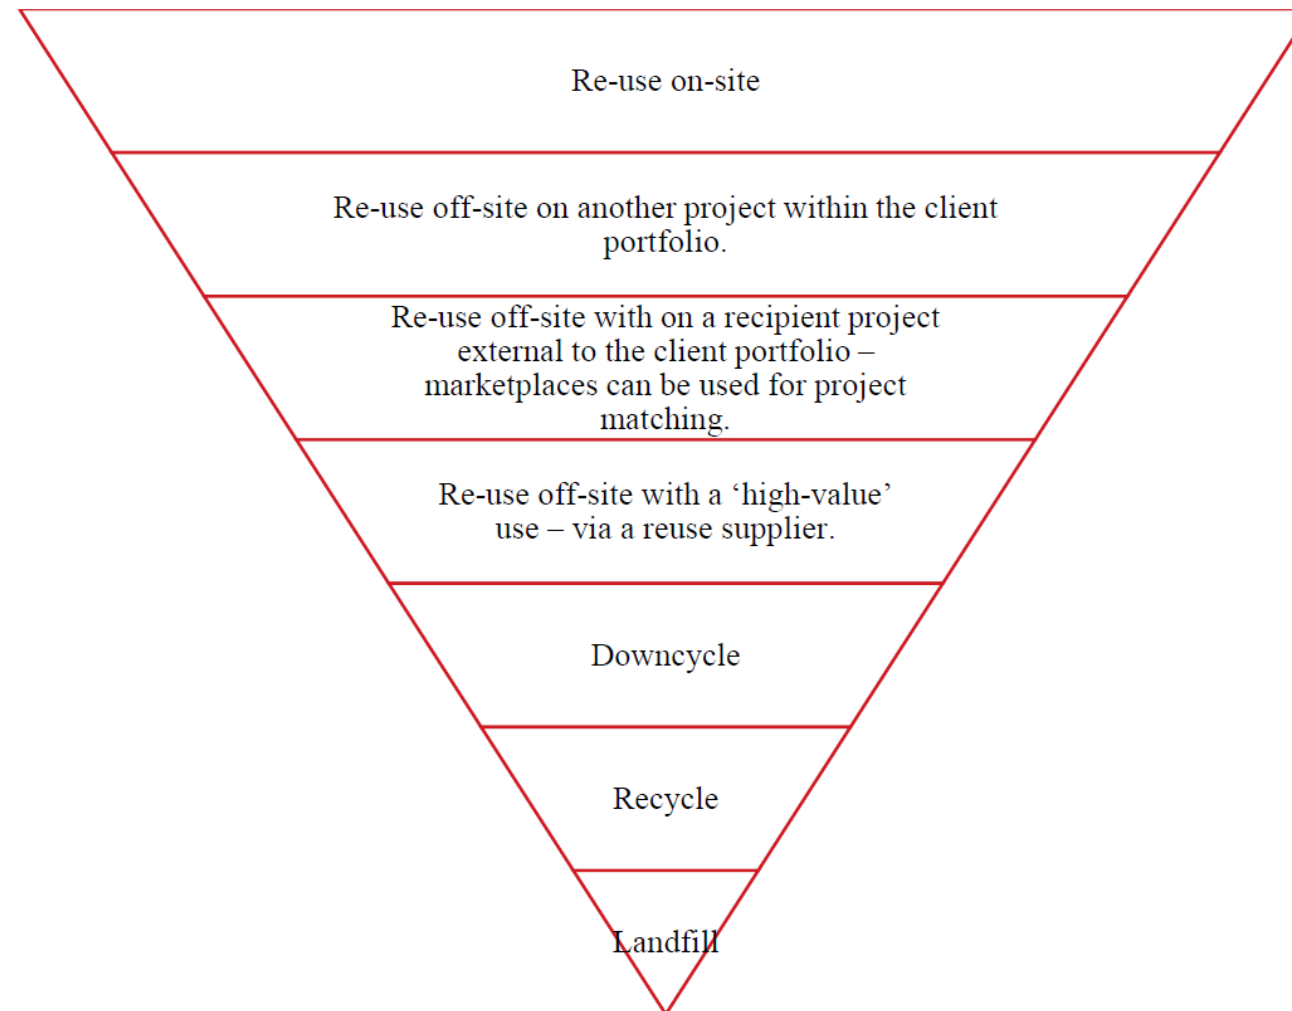 Re-use on-site
Re-use off-site on another project within the client
portfolio.
Re-use off-site with on a recipient project
external to the client portfolio –
marketplaces can be used for project
matching.
Re-use off-site with a ‘high-value’
use – via a reuse supplier.
Downcycle
Recycle
Landfill